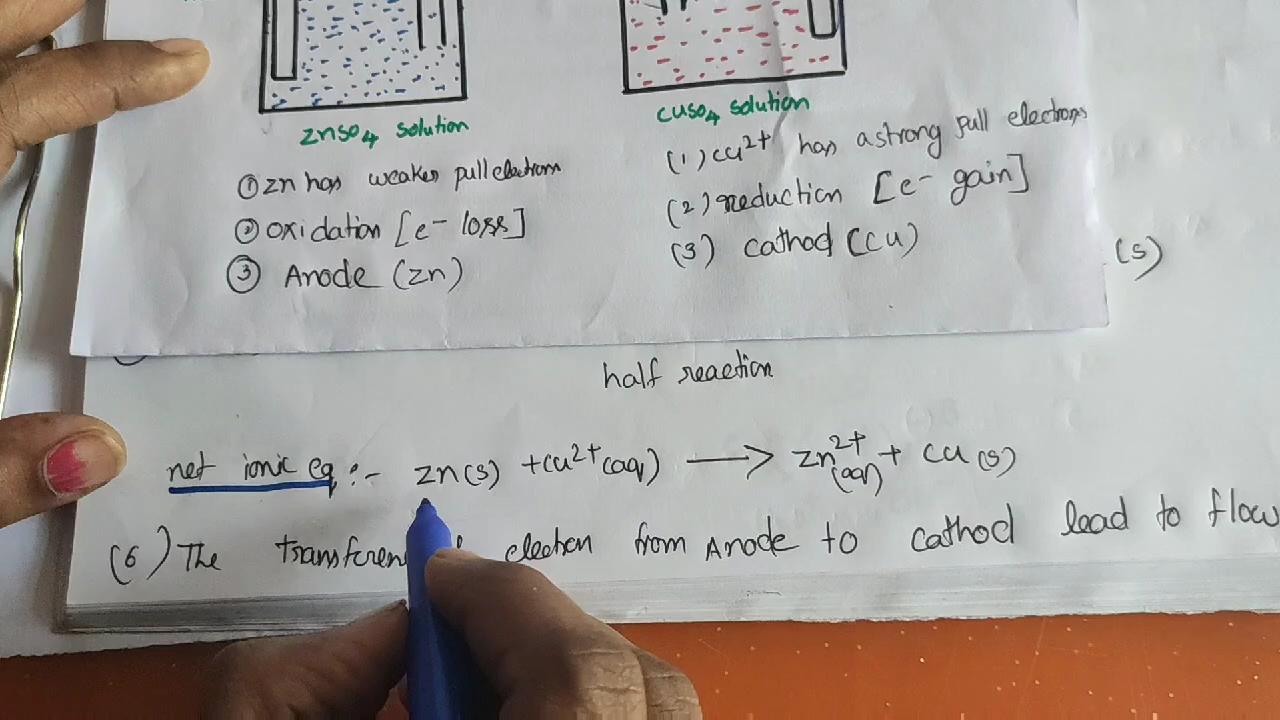 ZnSO4 solution
① Zn has weaker pull electrons
② oxidation [e- loss]
③ Anode (Zn)
CuSO4 solution
(1) Cu2+ has a strong pull electrons
(2) reduction [e- gain]
(3) cathod (Cu)
(s)
half reaction
net ionic eq :- Zn(s) + Cu2+ (aq) ⟶ Zn2+ (aq) + Cu (s)
(6) The electron from Anode to cathod lead to flow